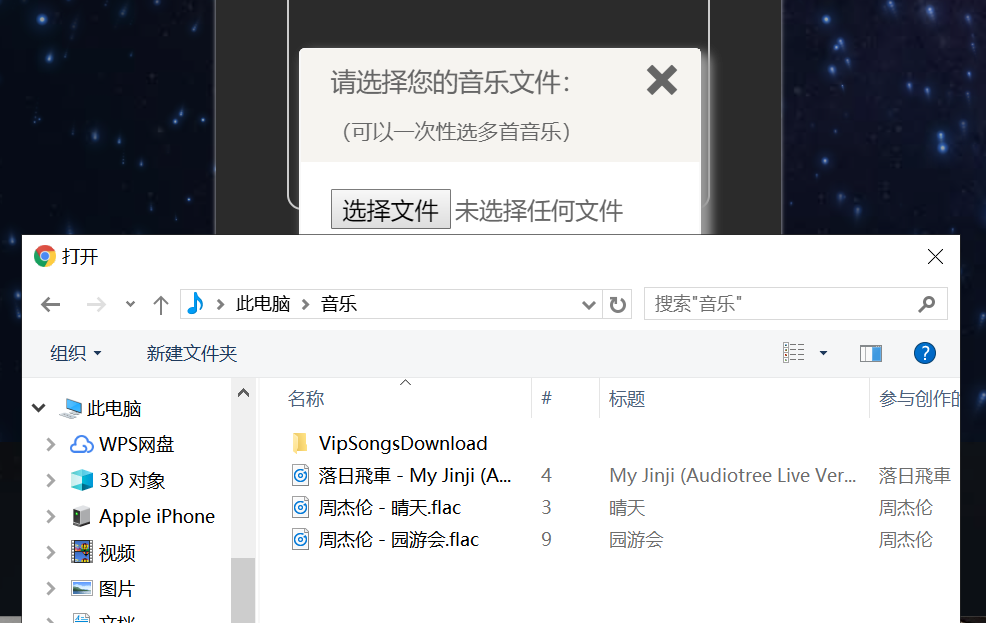 请选择您的音乐文件：
（可以一次性选多首音乐）
选择文件 未选择任何文件
打开
此电脑 音乐
搜索"音乐"
组织 新建文件夹
名称 # 标题 参与创作的
此电脑
WPS网盘
3D 对象
Apple iPhone
视频
图片
文档
VipSongsDownload
落日飛車 - My Jinji (A... 4 My Jinji (Audiotree Live Ver... 落日飛車
周杰伦 - 晴天.flac 3 晴天 周杰伦
周杰伦 - 园游会.flac 9 园游会 周杰伦